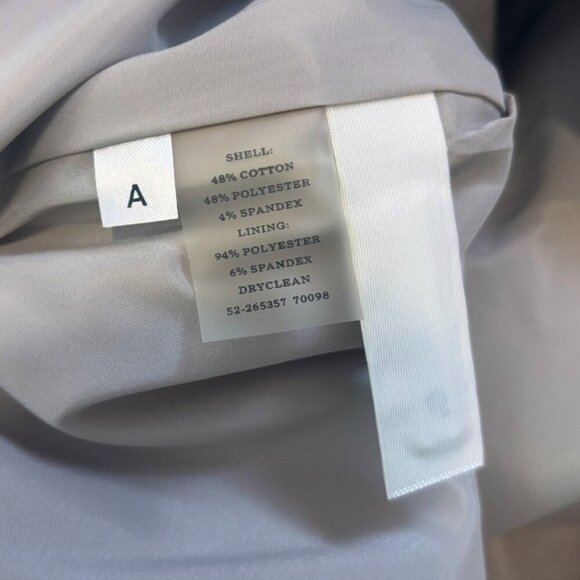 A
SHELL:
48% COTTON
48% POLYESTER
4% SPANDEX
LINING:
94% POLYESTER
6% SPANDEX
DRYCLEAN
52-265357 70098